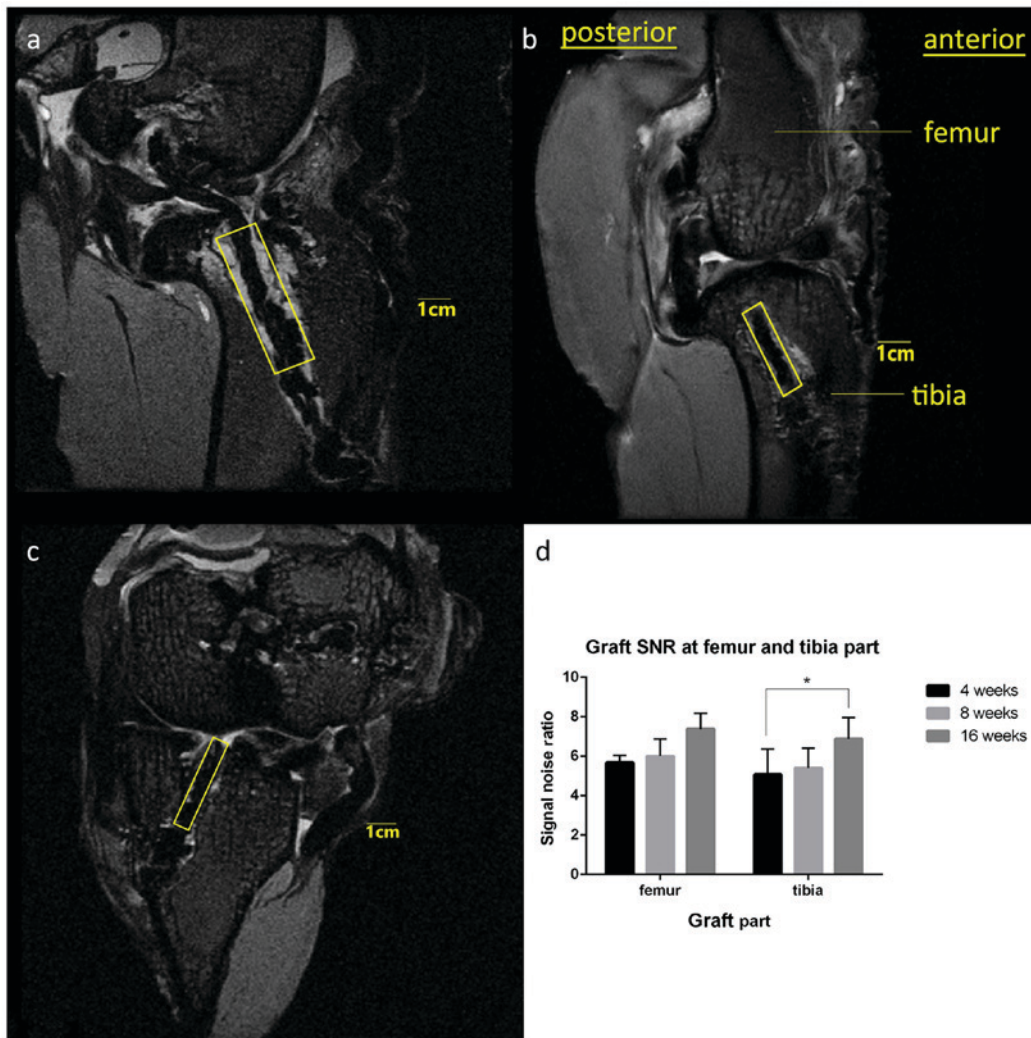 a
1cm
b
posterior
anterior
femur
1cm
tibia
c
1cm
d
Graft SNR at femur and tibia part
Signal noise ratio
10
8
6
4
2
0
*
femur
tibia
Graft part
4 weeks
8 weeks
16 weeks